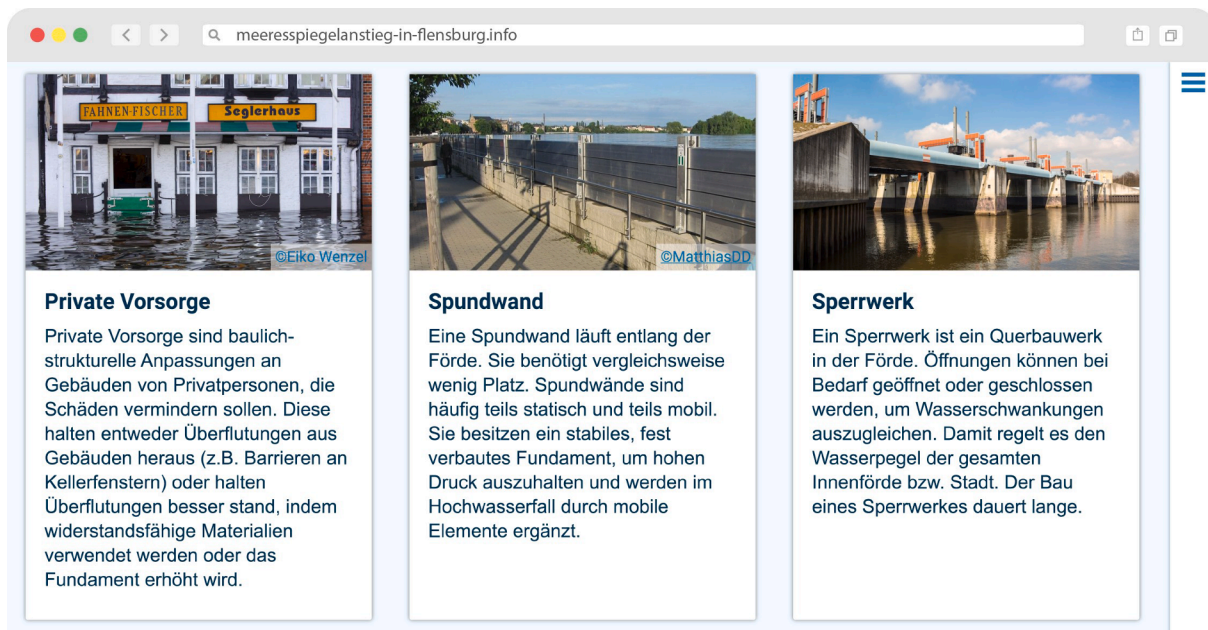 meeresspiegelanstieg-in-flensburg.info
FAHNEN-FISCHER
Seglerhaus
©Eiko Wenzel
Private Vorsorge
Private Vorsorge sind baulich-
strukturelle Anpassungen an
Gebäuden von Privatpersonen, die
Schäden vermindern sollen. Diese
halten entweder Überflutungen aus
Gebäuden heraus (z.B. Barrieren an
Kellerfenstern) oder halten
Überflutungen besser stand, indem
widerstandsfähige Materialien
verwendet werden oder das
Fundament erhöht wird.
©MatthiasDD
Spundwand
Eine Spundwand läuft entlang der
Förde. Sie benötigt vergleichsweise
wenig Platz. Spundwände sind
häufig teils statisch und teils mobil.
Sie besitzen ein stabiles, fest
verbautes Fundament, um hohen
Druck auszuhalten und werden im
Hochwasserfall durch mobile
Elemente ergänzt.
Sperrwerk
Ein Sperrwerk ist ein Querbauwerk
in der Förde. Öffnungen können bei
Bedarf geöffnet oder geschlossen
werden, um Wasserschwankungen
auszugleichen. Damit regelt es den
Wasserpegel der gesamten
Innenförde bzw. Stadt. Der Bau
eines Sperrwerkes dauert lange.